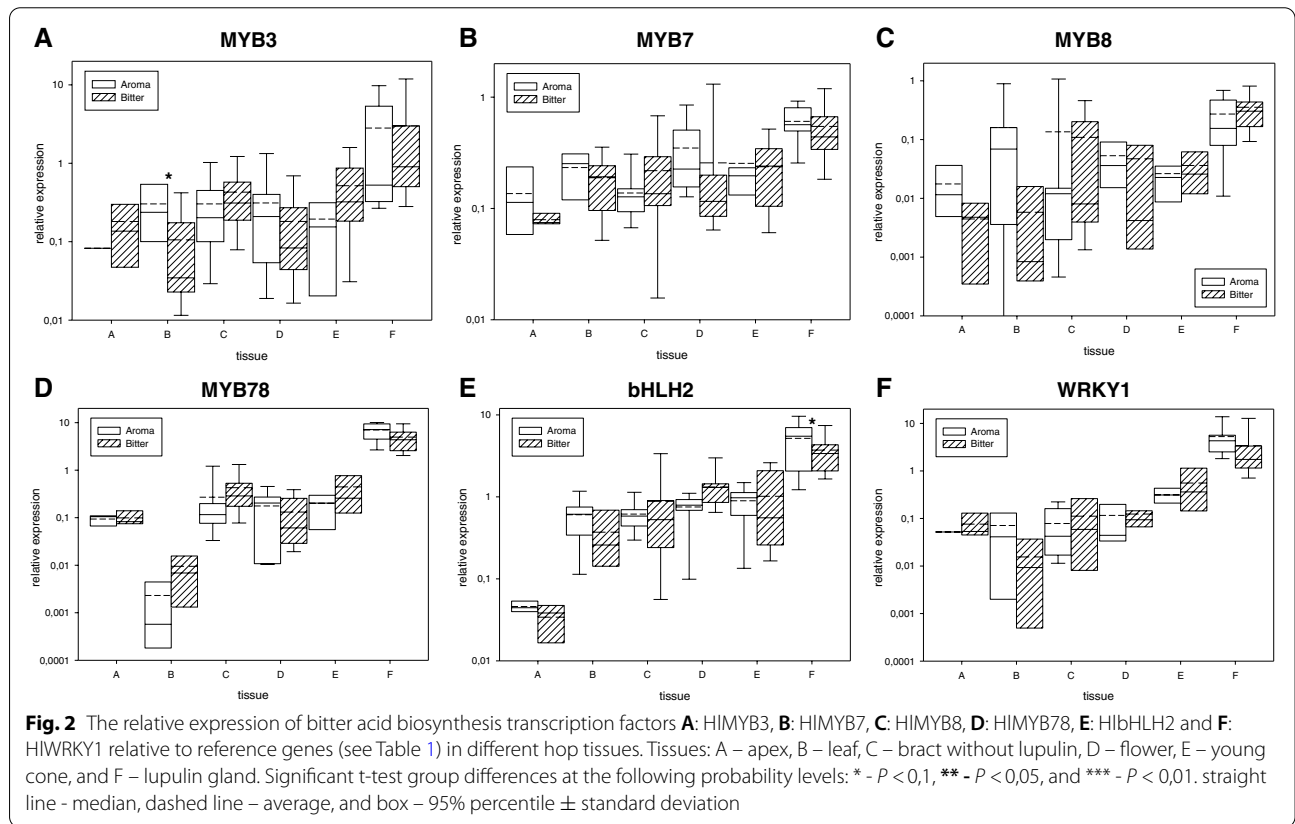 A
MYB3
Aroma
Bitter
*
relative expression
10
1
0,1
0,01
A B C D E F
tissue
B
MYB7
Aroma
Bitter
relative expression
1
0,1
0,01
A B C D E F
tissue
C
MYB8
Aroma
Bitter
relative expression
1
0,1
0,01
0,001
0,0001
A B C D E F
tissue
D
MYB78
Aroma
Bitter
relative expression
10
1
0,1
0,01
0,001
0,0001
A B C D E F
tissue
E
bHLH2
Aroma
Bitter
*
relative expression
10
1
0,1
0,01
A B C D E F
tissue
F
WRKY1
Aroma
Bitter
relative expression
10
1
0,1
0,01
0,001
0,0001
A B C D E F
tissue
Fig. 2 The relative expression of bitter acid biosynthesis transcription factors A: HlMYB3, B: HlMYB7, C: HlMYB8, D: HlMYB78, E: HlbHLH2 and F:
HlWRKY1 relative to reference genes (see Table 1) in different hop tissues. Tissues: A – apex, B – leaf, C – bract without lupulin, D – flower, E – young
cone, and F – lupulin gland. Significant t-test group differences at the following probability levels: * - P < 0,1, ** - P < 0,05, and *** - P < 0,01. straight
line - median, dashed line – average, and box – 95% percentile ± standard deviation